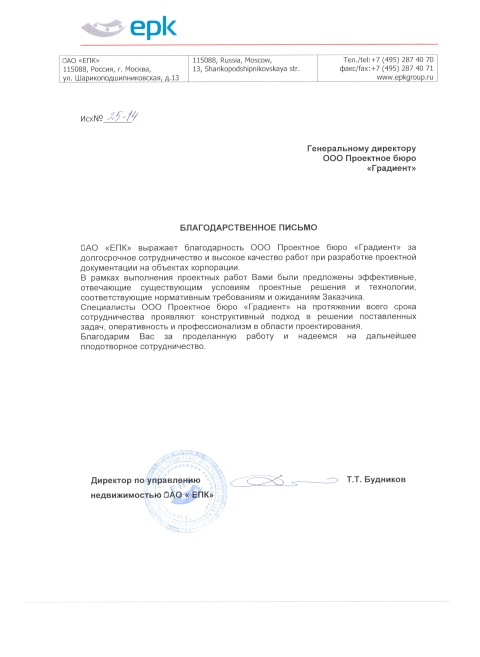 epk
ОАО «ЕПК»
115088, Россия, г. Москва,
ул. Шарикоподшипниковская, д.13
115088, Russia, Moscow,
13, Sharikopodshipnikovskaya str.
Тел./tel:+7 (495) 287 40 70
факс/fax:+7 (495) 287 40 71
www.epkgroup.ru
Исх№ 25-14
Генеральному директору
ООО Проектное бюро
«Градиент»
БЛАГОДАРСТВЕННОЕ ПИСЬМО
ОАО «ЕПК» выражает благодарность ООО Проектное бюро «Градиент» за
долгосрочное сотрудничество и высокое качество работ при разработке проектной
документации на объектах корпорации.
В рамках выполнения проектных работ Вами были предложены эффективные,
отвечающие существующим условиям проектные решения и технологии,
соответствующие нормативным требованиям и ожиданиям Заказчика.
Специалисты ООО Проектное бюро «Градиент» на протяжении всего срока
сотрудничества проявляют конструктивный подход в решении поставленных
задач, оперативность и профессионализм в области проектирования.
Благодарим Вас за проделанную работу и надеемся на дальнейшее
плодотворное сотрудничество.
Директор по управлению
недвижимостью ОАО « ЕПК»
Т.Т. Будников